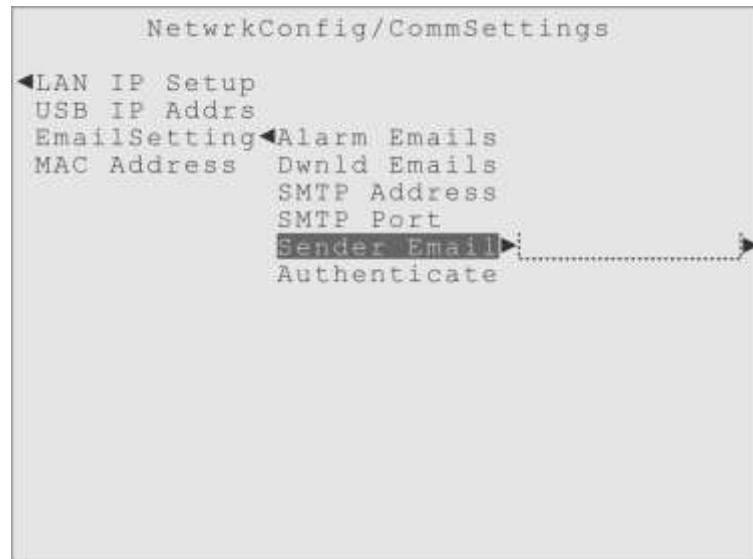 NetwrkConfig/CommSettings
LAN IP Setup
USB IP Addrs
EmailSetting Alarm Emails
MAC Address Dwnld Emails
SMTP Address
SMTP Port
Sender Email
Authenticate